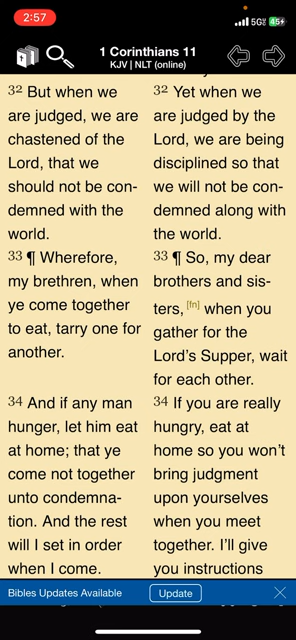 2:57
5G
45
1 Corinthians 11
KJV | NLT (online)
32 But when we
are judged, we are
chastened of the
Lord, that we
should not be con-
demned with the
world.
33 ¶ Wherefore,
my brethren, when
ye come together
to eat, tarry one for
another.
34 And if any man
hunger, let him eat
at home; that ye
come not together
unto condemna-
tion. And the rest
will I set in order
when I come.
32 Yet when we
are judged by the
Lord, we are being
disciplined so that
we will not be con-
demned along with
the world.
33 ¶ So, my dear
brothers and sis-
ters, [fn] when you
gather for the
Lord's Supper, wait
for each other.
34 If you are really
hungry, eat at
home so you won't
bring judgment
upon yourselves
when you meet
together. I'll give
you instructions
Bibles Updates Available
Update